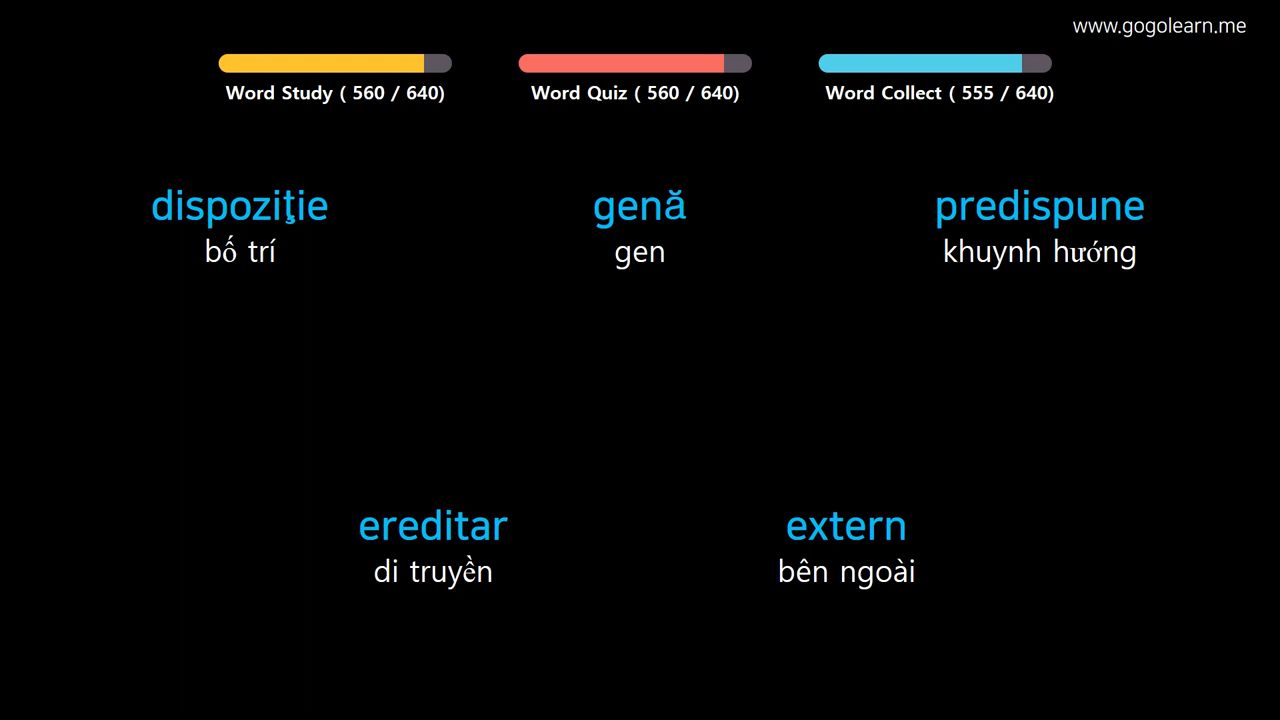 www.gogolearn.me
Word Study ( 560 / 640)
Word Quiz ( 560 / 640)
Word Collect ( 555 / 640)
dispoziţie
genă
predispune
bố trí
gen
khuynh hướng
ereditar
extern
di truyền
bên ngoài